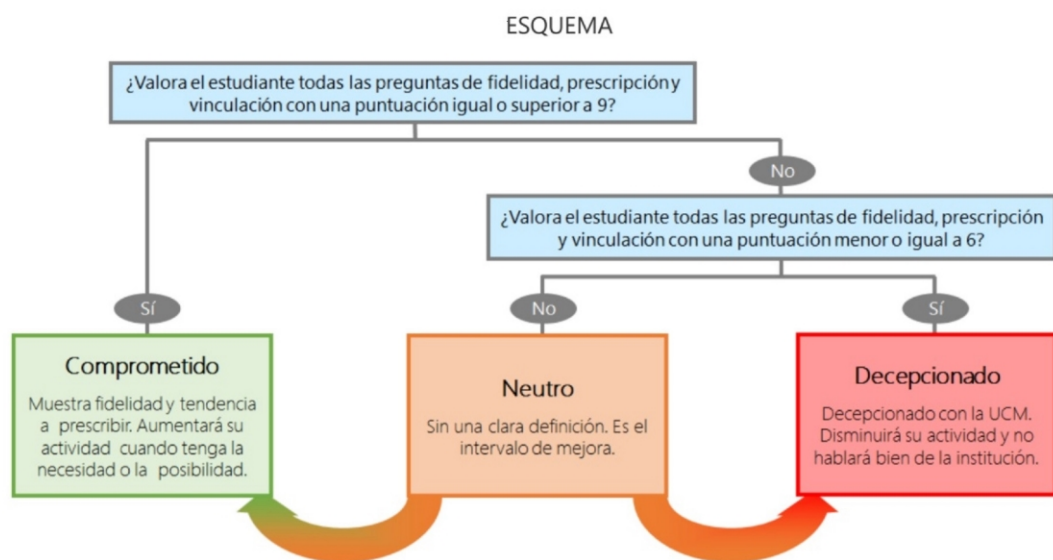 ESQUEMA
¿Valora el estudiante todas las preguntas de fidelidad, prescripción y
vinculación con una puntuación igual o superior a 9?
No
¿Valora el estudiante todas las preguntas de fidelidad, prescripción
y vinculación con una puntuación menor o igual a 6?
Sí
No
Sí
Comprometido
Muestra fidelidad y tendencia
a prescribir. Aumentará su
actividad cuando tenga la
necesidad o la posibilidad.
Neutro
Sin una clara definición. Es el
intervalo de mejora.
Decepcionado
Decepcionado con la UCM.
Disminuirá su actividad y no
hablará bien de la institución.